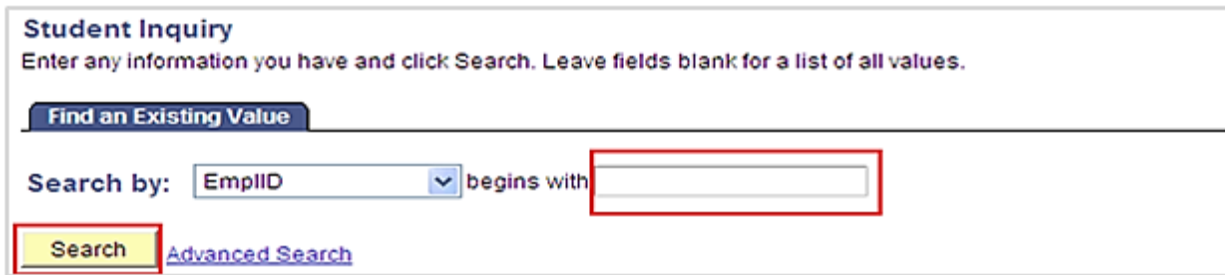 Student Inquiry
Enter any information you have and click Search. Leave fields blank for a list of all values.
Find an Existing Value
Search by: EmplID begins with
Search Advanced Search